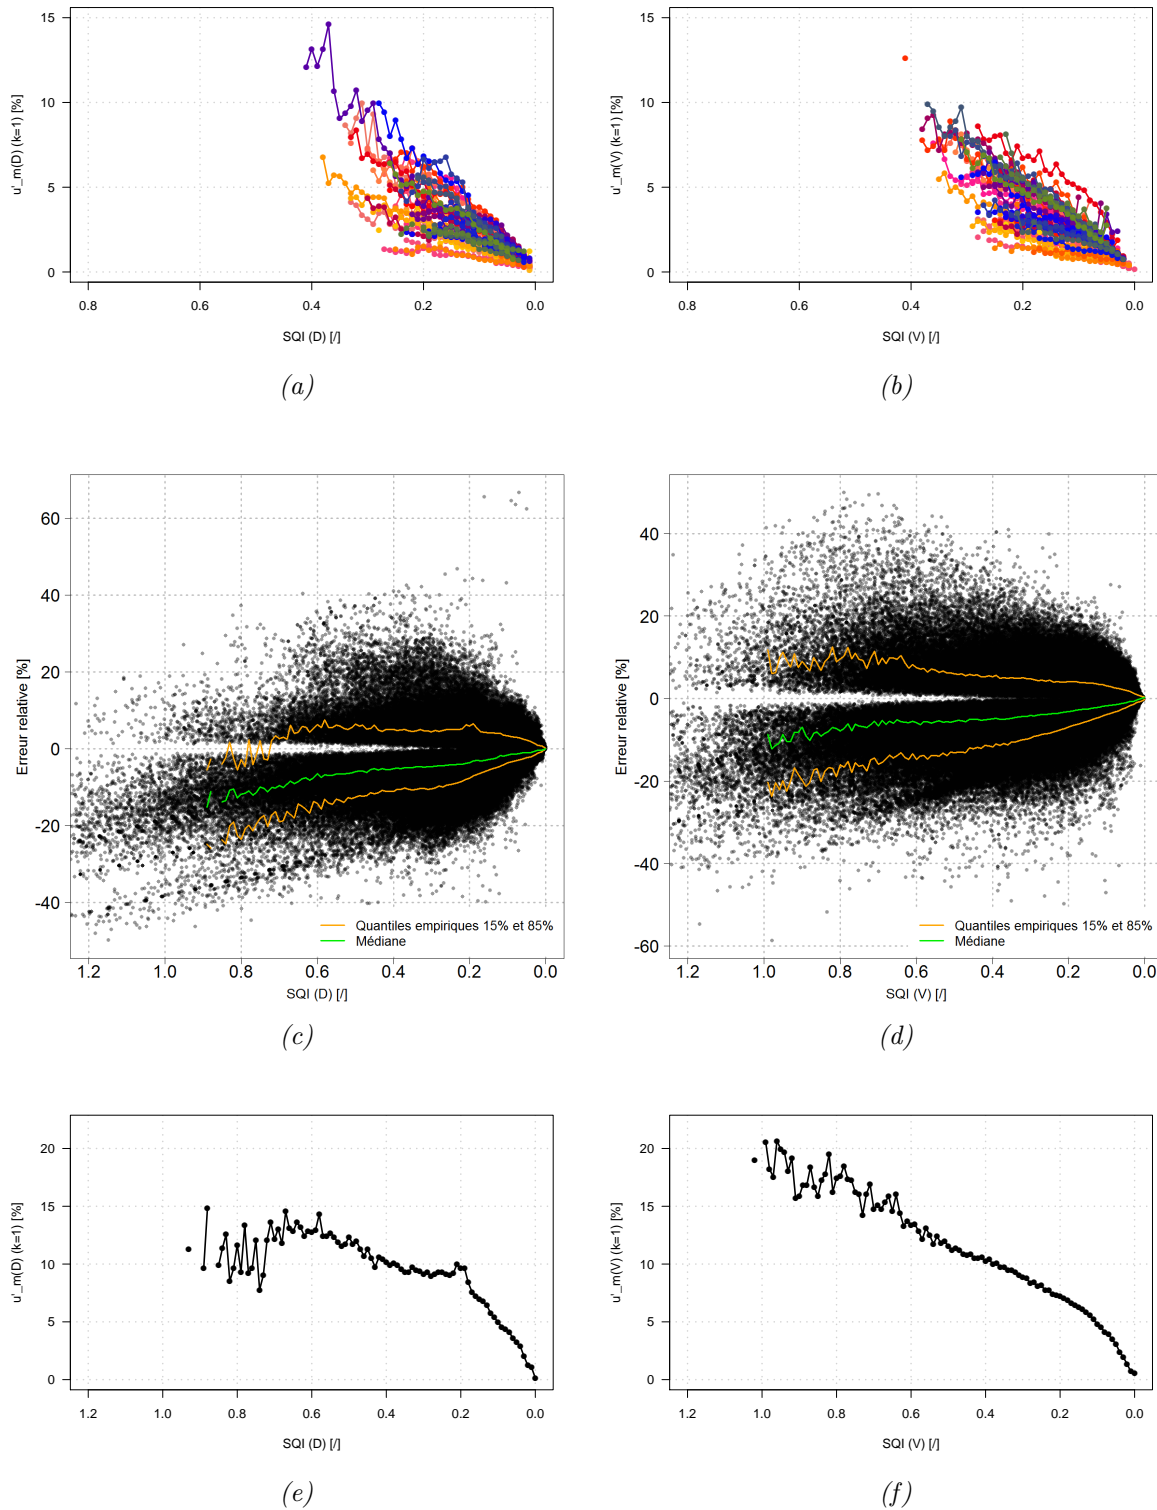 u'_m(D) (k=1) [%]
15
10
5
0
0.8 0.6 0.4 0.2 0.0
SQI (D) [/]
(a)
u'_m(V) (k=1) [%]
15
10
5
0
0.8 0.6 0.4 0.2 0.0
SQI (V) [/]
(b)
Erreur relative [%]
60
40
20
0
-20
-40
Quantiles empiriques 15% et 85%
Médiane
1.2 1.0 0.8 0.6 0.4 0.2 0.0
SQI (D) [/]
(c)
Erreur relative [%]
40
20
0
-20
-40
-60
Quantiles empiriques 15% et 85%
Médiane
1.2 1.0 0.8 0.6 0.4 0.2 0.0
SQI (V) [/]
(d)
u'_m(D) (k=1) [%]
20
15
10
5
0
1.2 1.0 0.8 0.6 0.4 0.2 0.0
SQI (D) [/]
(e)
u'_m(V) (k=1) [%]
20
15
10
5
0
1.2 1.0 0.8 0.6 0.4 0.2 0.0
SQI (V) [/]
(f)